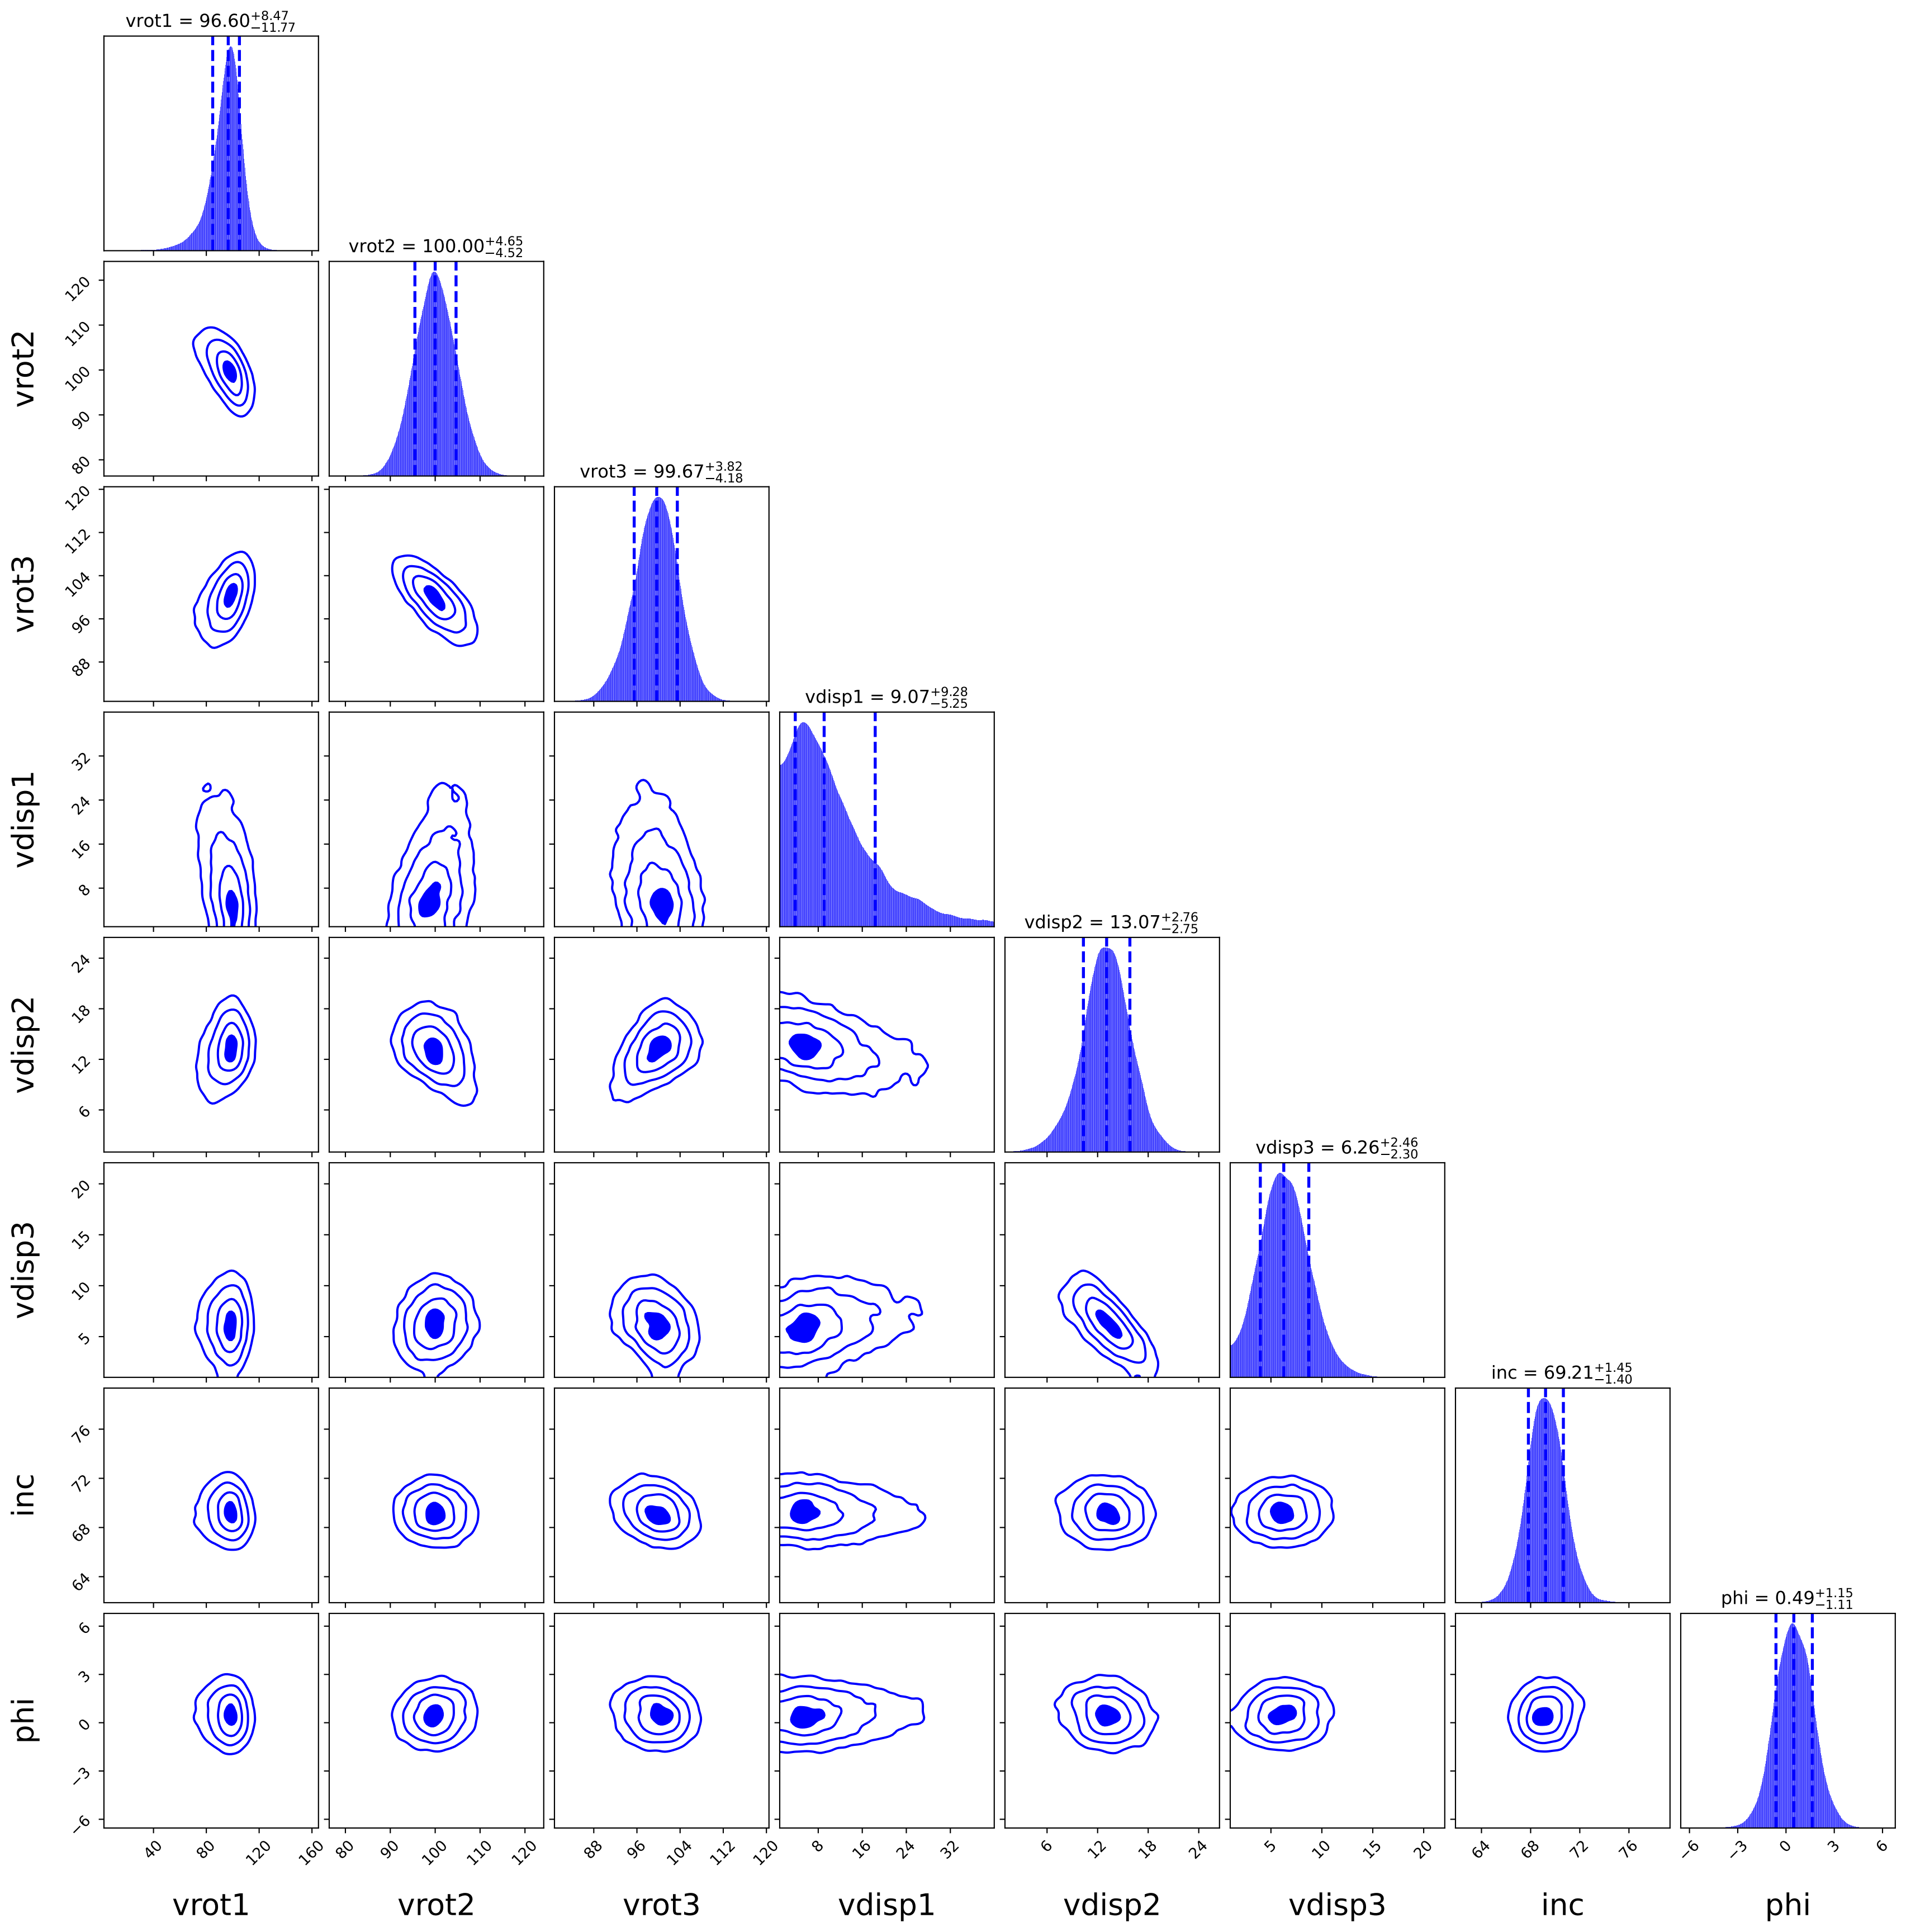 vrot1 = 96.60+8.47−11.77
vrot2 = 100.00+4.65−4.52
120
110
100
90
80
vrot2
vrot3 = 99.67+3.82−4.18
120
112
104
96
88
vrot3
vdisp1 = 9.07+9.28−5.25
32
24
16
8
vdisp1
vdisp2 = 13.07+2.76−2.75
24
18
12
6
vdisp2
vdisp3 = 6.26+2.46−2.30
20
15
10
5
vdisp3
inc = 69.21+1.45−1.40
76
72
68
64
inc
phi = 0.49+1.15−1.11
6
3
0
−3
−6
phi
40 80 120 160 80 90 100 110 120 88 96 104 112 120 8 16 24 32 6 12 18 24 5 10 15 20 64 68 72 76 −6 −3 0 3 6
vrot1 vrot2 vrot3 vdisp1 vdisp2 vdisp3 inc phi